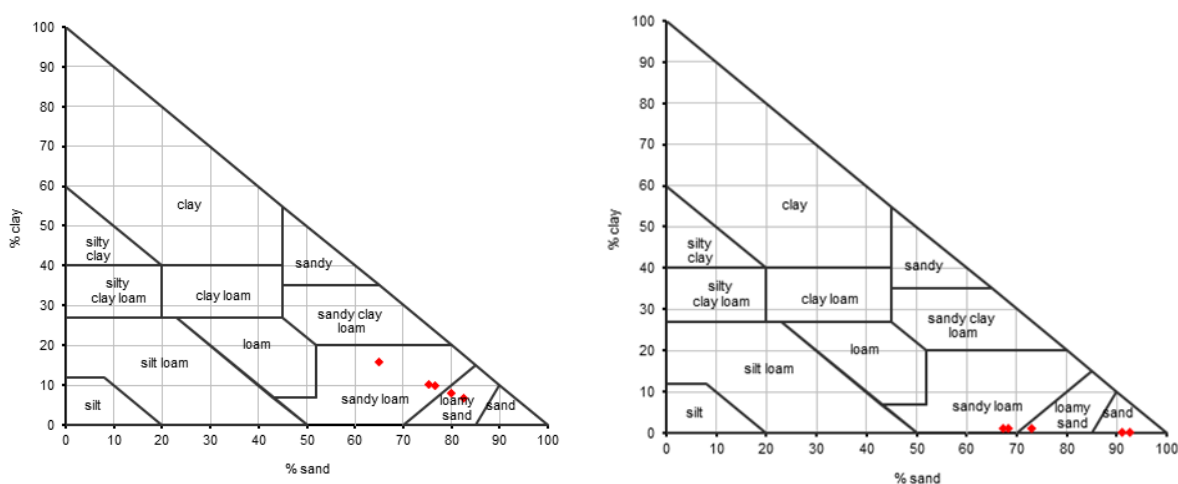 100
90
80
70
60
50
40
30
20
10
0
% clay
clay
silty
clay
sandy
silty
clay loam
clay loam
sandy clay
loam
loam
silt loam
sandy loam
loamy
sand
sand
silt
0 10 20 30 40 50 60 70 80 90 100
% sand
100
90
80
70
60
50
40
30
20
10
0
% clay
clay
silty
clay
sandy
silty
clay loam
clay loam
sandy clay
loam
loam
silt loam
sandy loam
loamy
sand
sand
silt
0 10 20 30 40 50 60 70 80 90 100
% sand